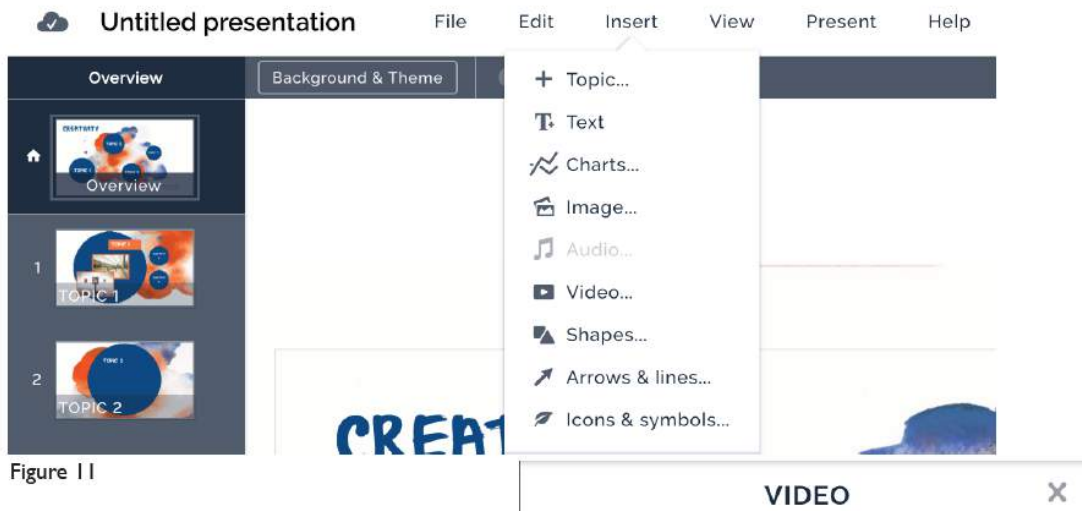 Untitled presentation File Edit Insert View Present Help
Overview
Background & Theme
Topic...
Text
Charts...
Image...
Audio...
Video...
Shapes...
Arrows & lines...
Icons & symbols...
Overview
1
TOPIC 1
2
TOPIC 2
CREAT
Figure 11
VIDEO